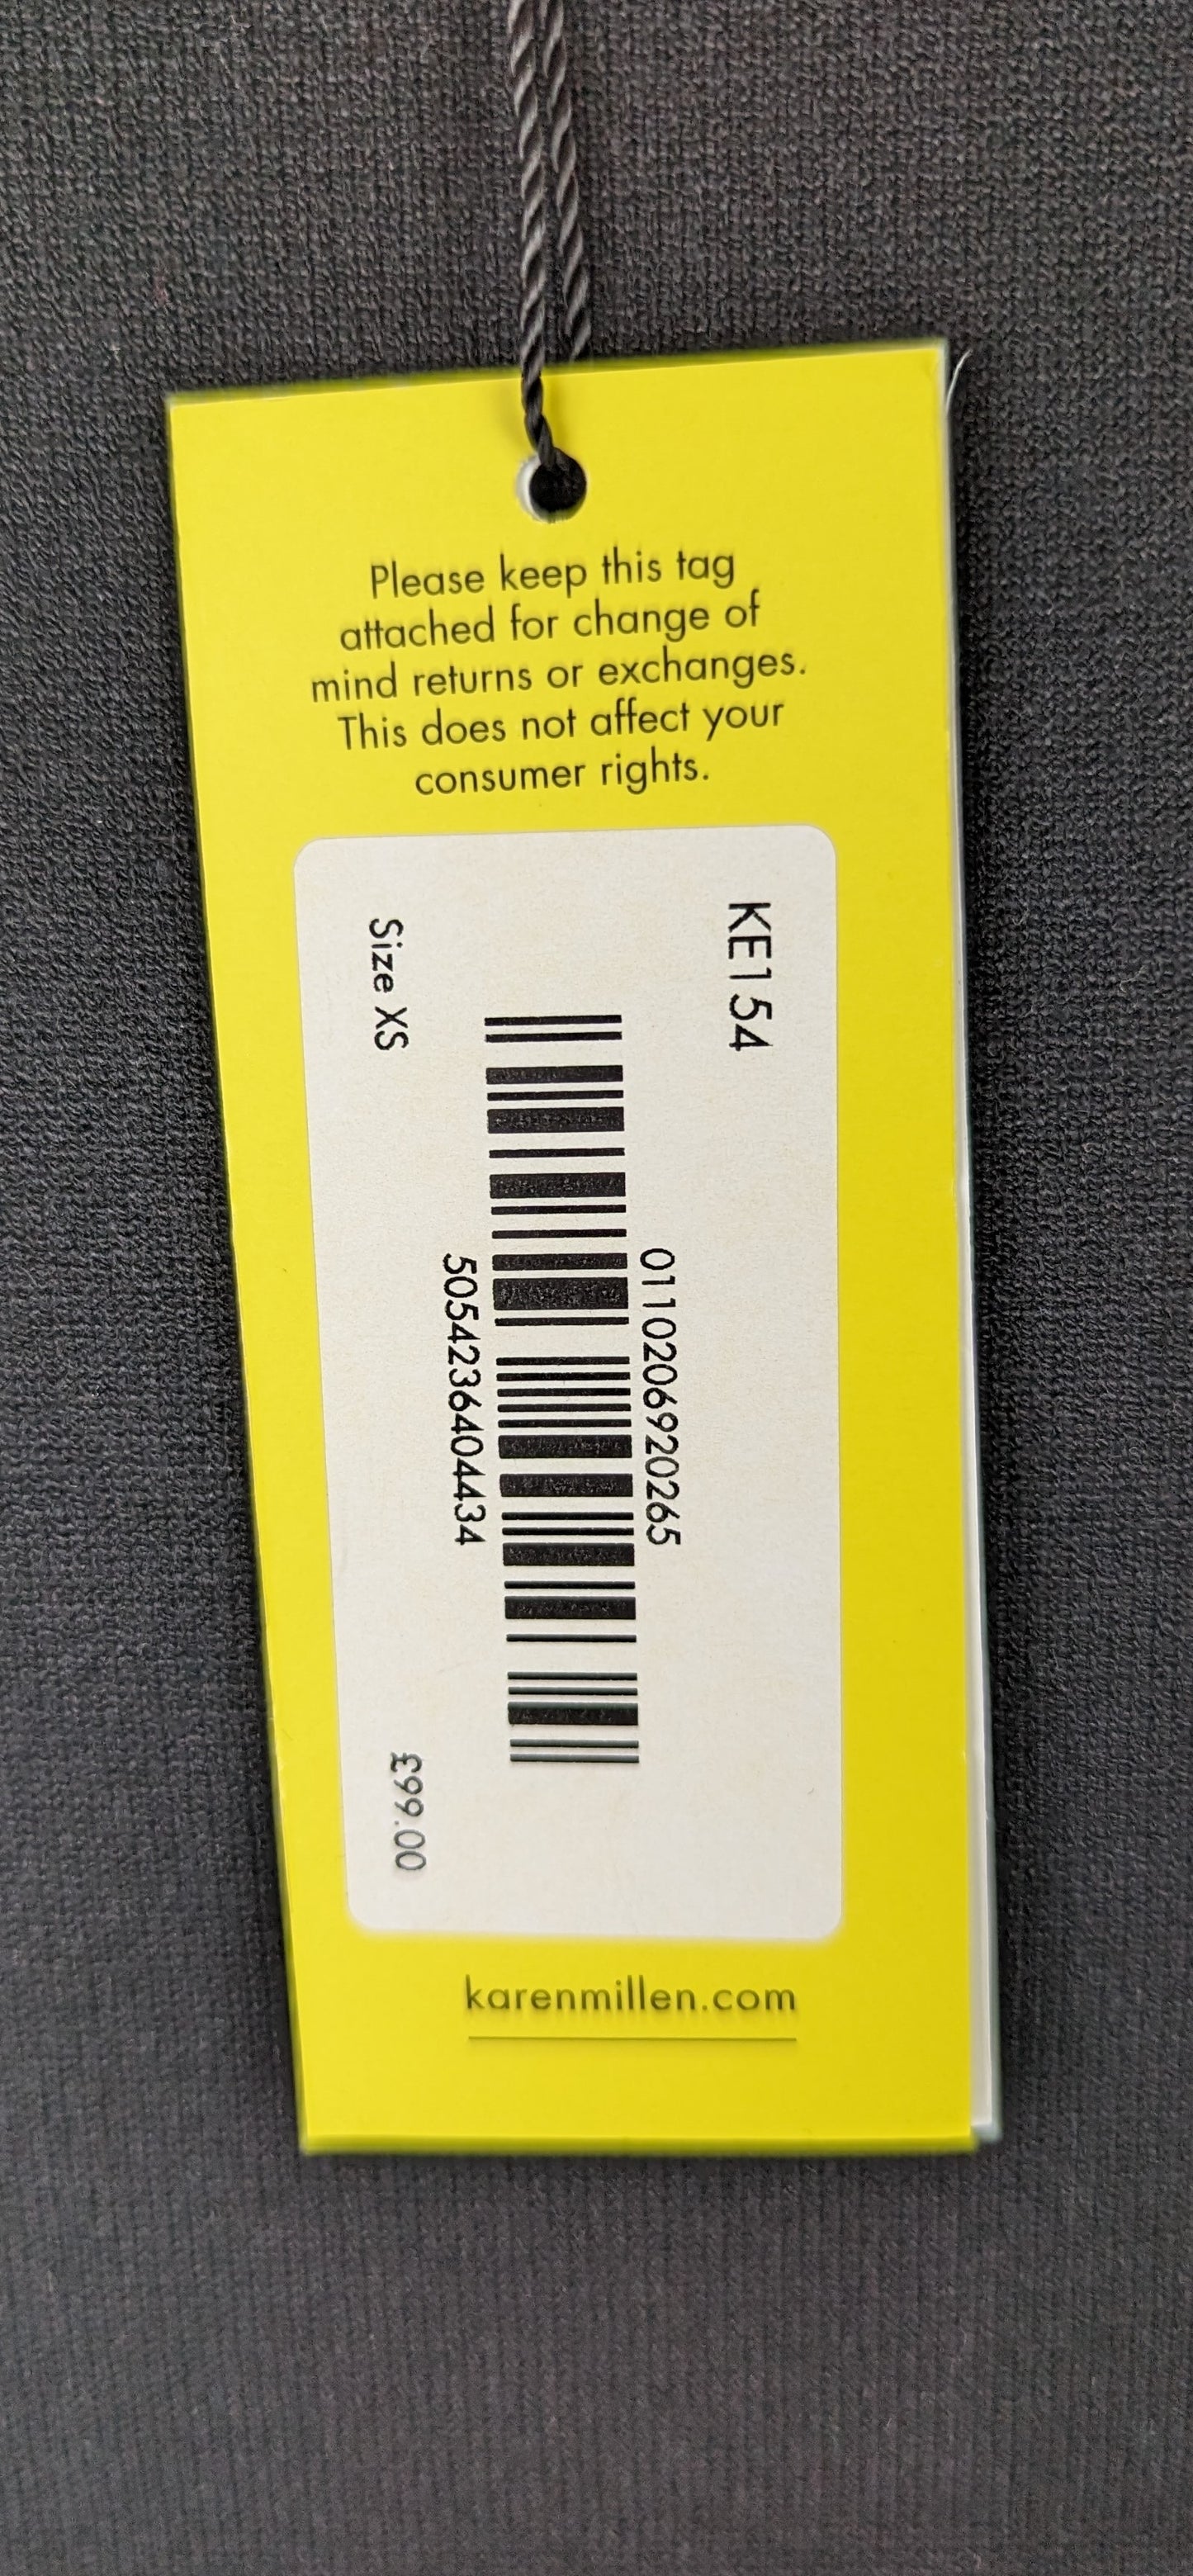 Please keep this tag
attached for change of
mind returns or exchanges.
This does not affect your
consumer rights.
KE154
0110206920265
5054236404434
Size XS
£99.00
karenmillen.com